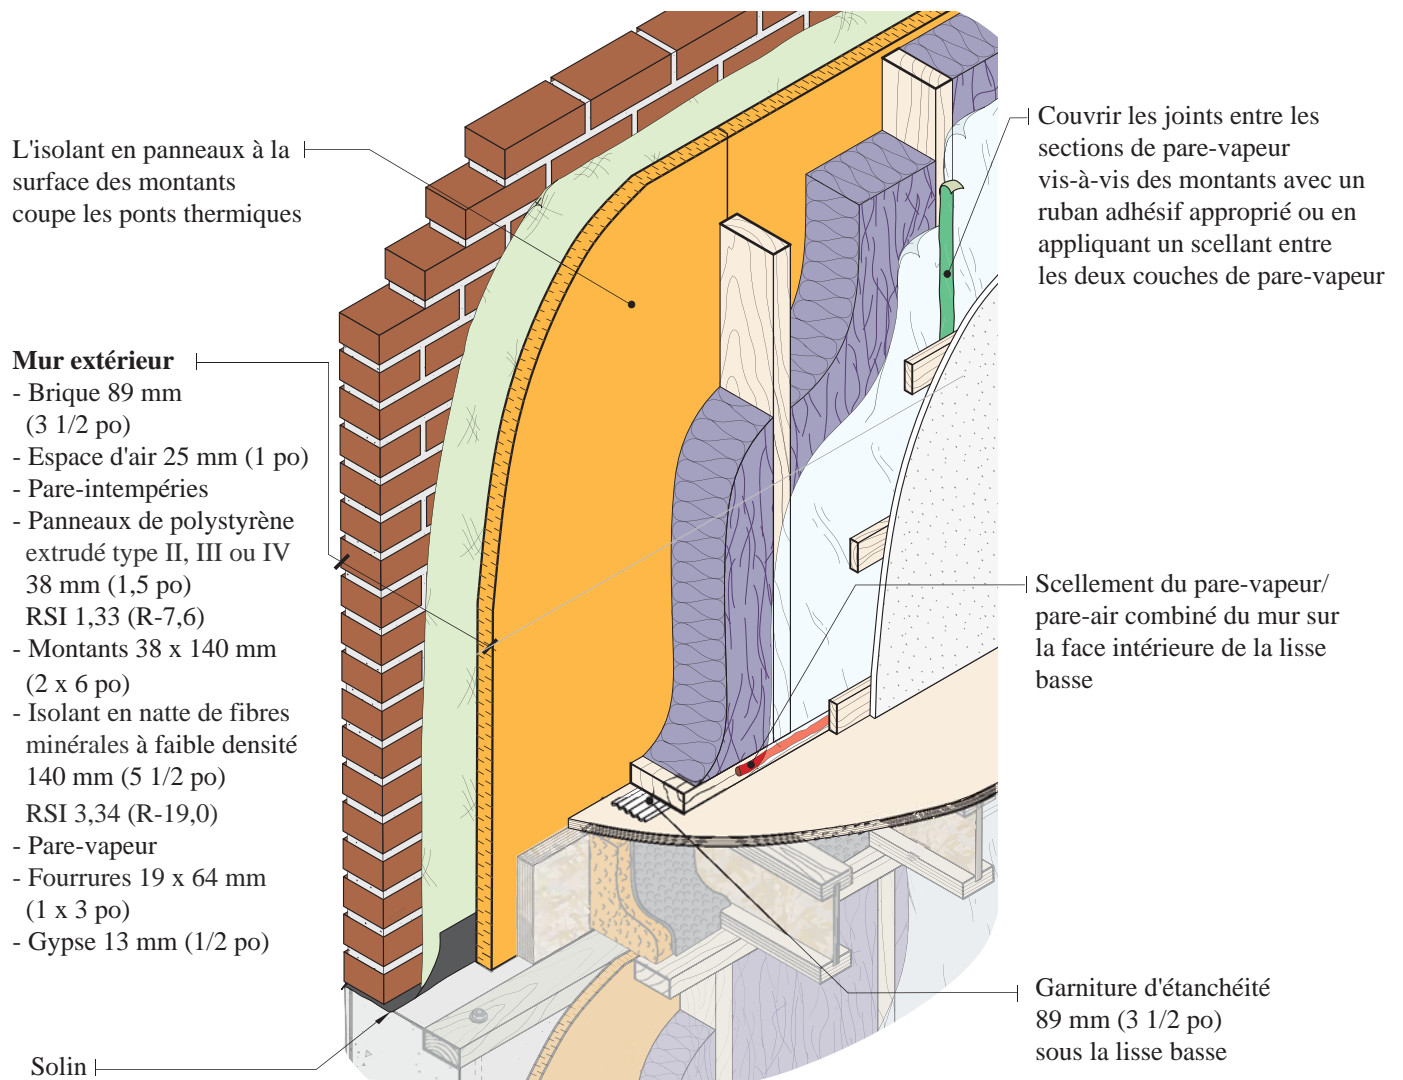 L'isolant en panneaux à la
surface des montants
coupe les ponts thermiques
Mur extérieur
- Brique 89 mm
(3 1/2 po)
- Espace d'air 25 mm (1 po)
- Pare-intempéries
- Panneaux de polystyrène
extrudé type II, III ou IV
38 mm (1,5 po)
RSI 1,33 (R-7,6)
- Montants 38 x 140 mm
(2 x 6 po)
- Isolant en natte de fibres
minérales à faible densité
140 mm (5 1/2 po)
RSI 3,34 (R-19,0)
- Pare-vapeur
- Fourrures 19 x 64 mm
(1 x 3 po)
- Gypse 13 mm (1/2 po)
Solin
Couvrir les joints entre les
sections de pare-vapeur
vis-à-vis des montants avec un
ruban adhésif approprié ou en
appliquant un scellant entre
les deux couches de pare-vapeur
Scellement du pare-vapeur/
pare-air combiné du mur sur
la face intérieure de la lisse
basse
Garniture d'étanchéité
89 mm (3 1/2 po)
sous la lisse basse